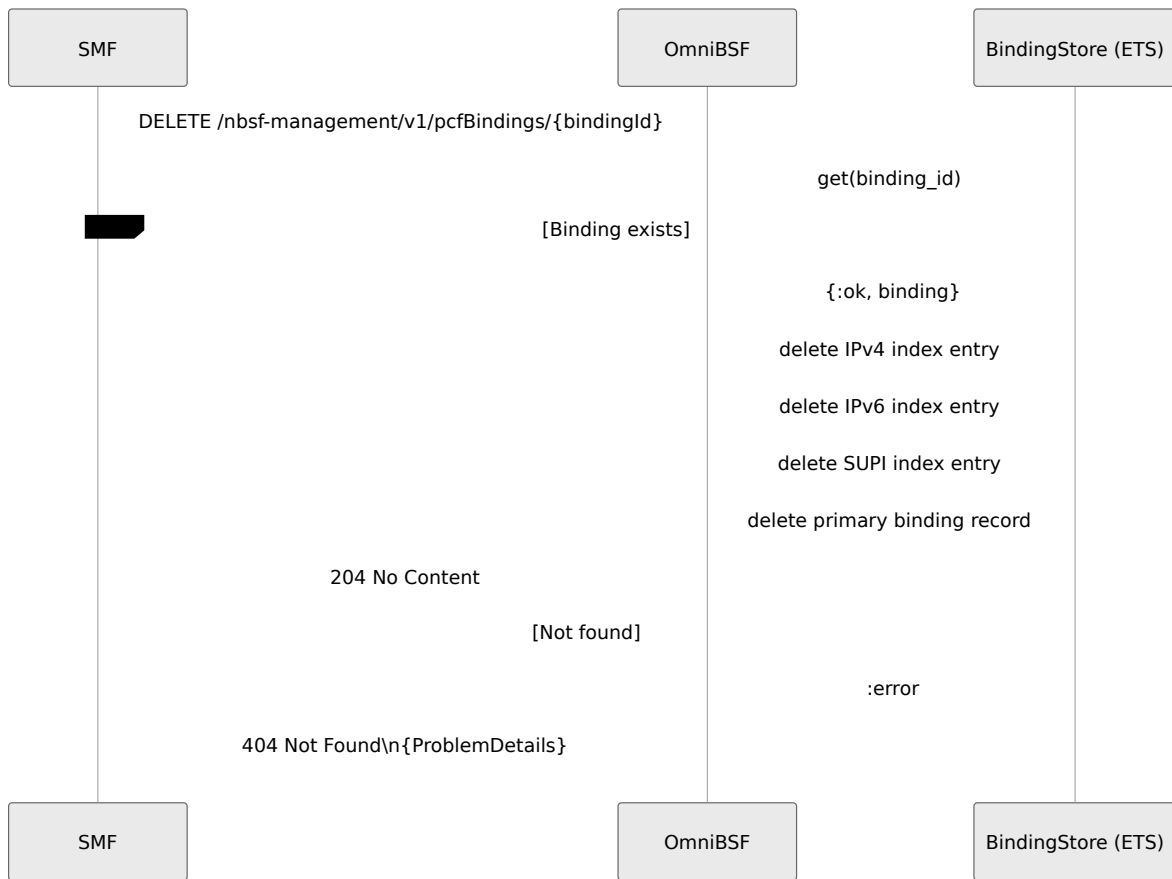 SMF
OmniBSF
BindingStore (ETS)
DELETE /nbsf-management/v1/pcfBindings/{bindingId}
get(binding_id)
[Binding exists]
{:ok, binding}
delete IPv4 index entry
delete IPv6 index entry
delete SUPI index entry
delete primary binding record
204 No Content
[Not found]
:error
404 Not Found\n{ProblemDetails}
SMF
OmniBSF
BindingStore (ETS)